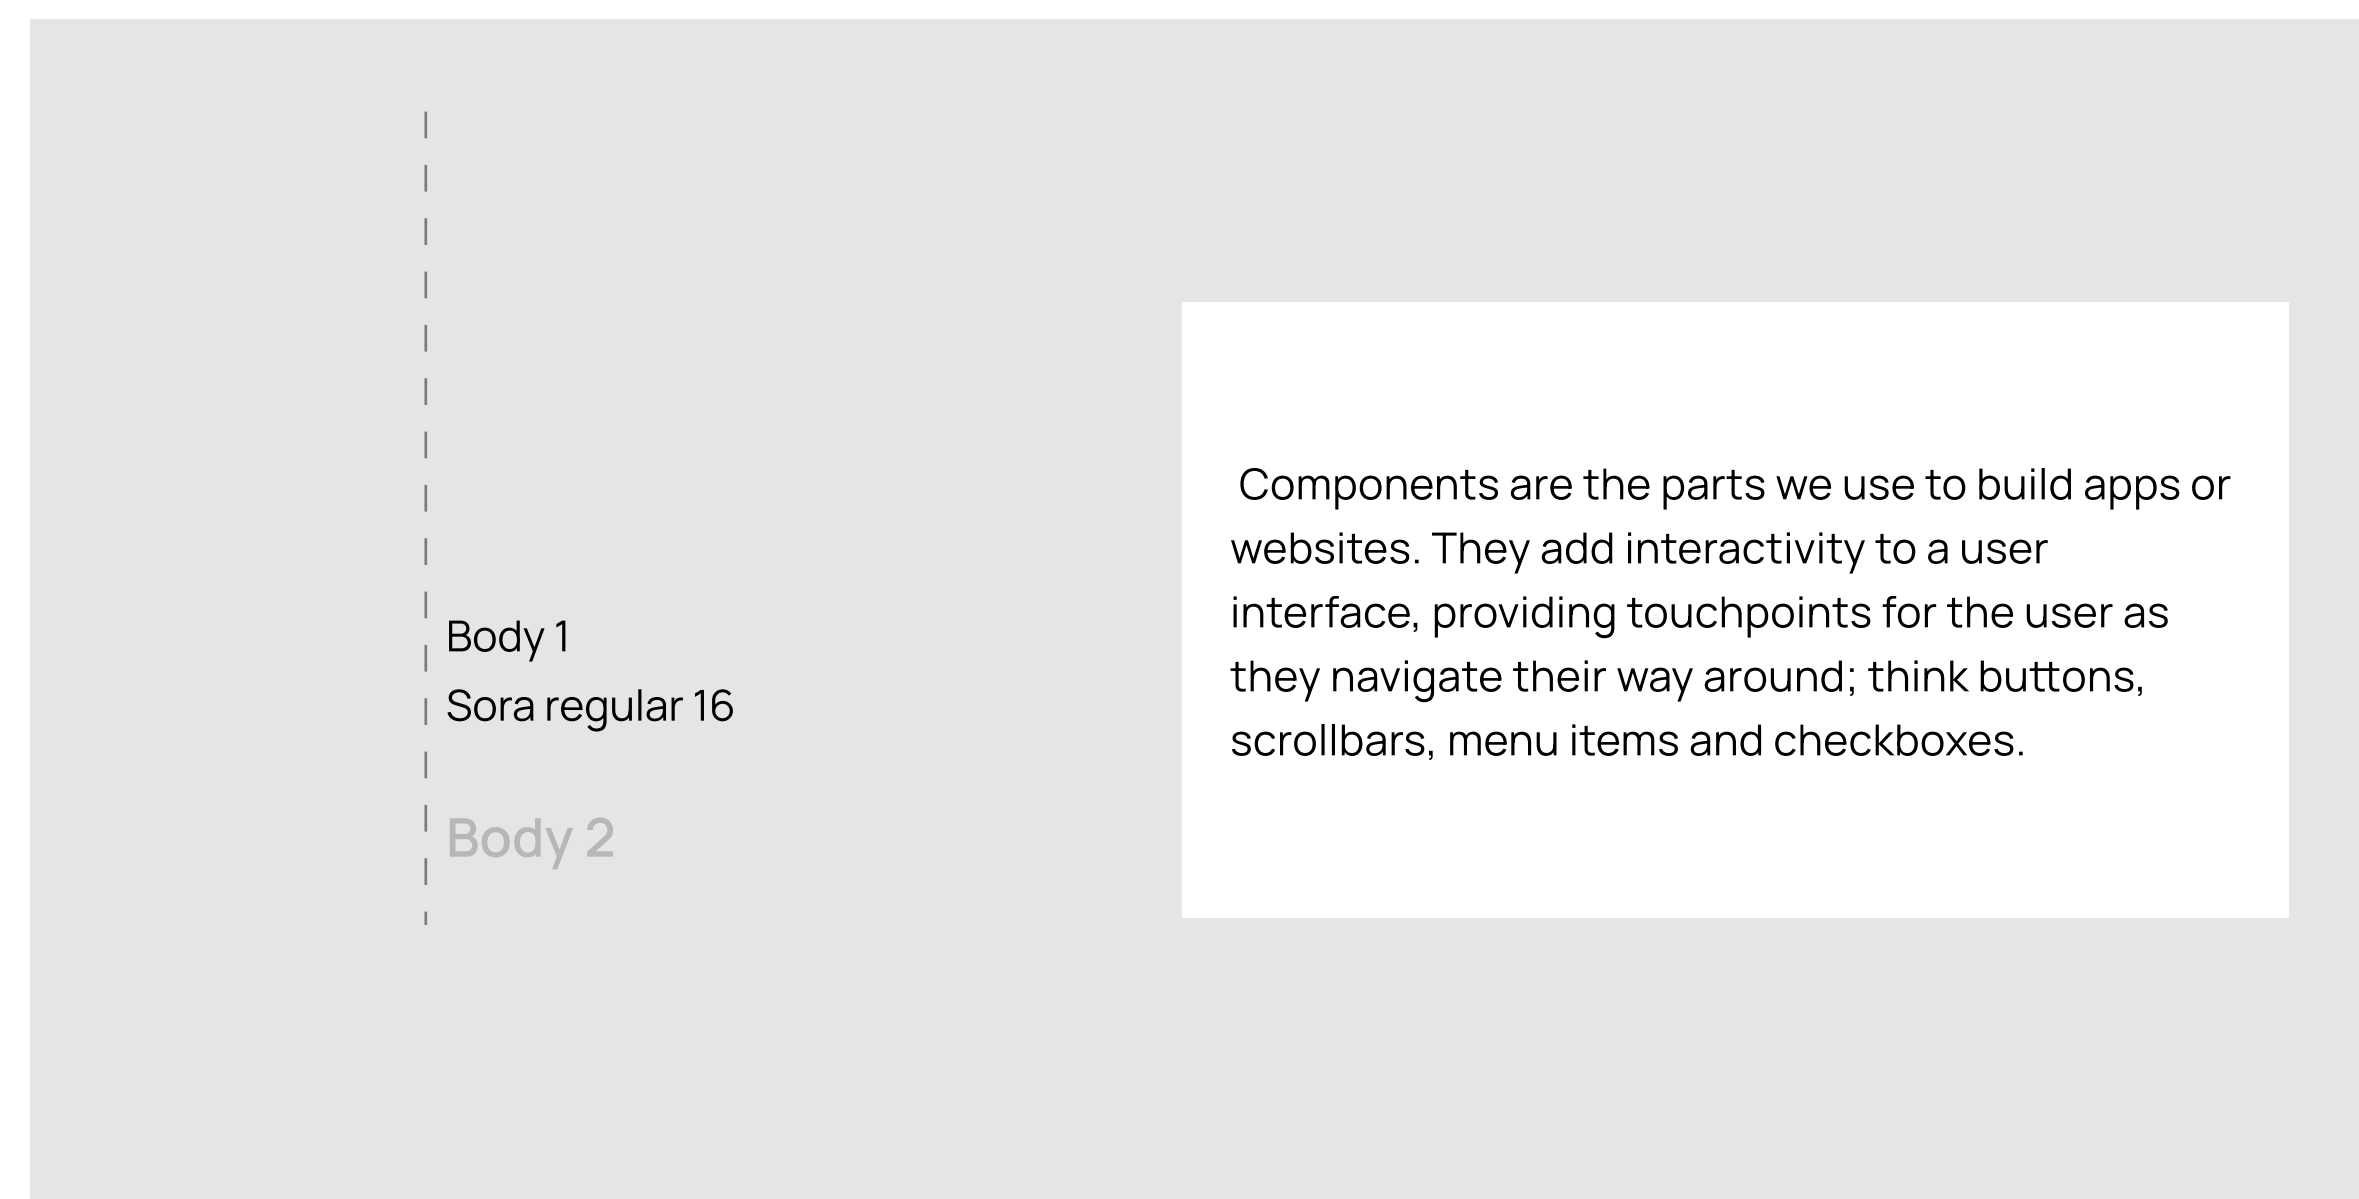 Body 1
Sora regular 16
Body 2
Components are the parts we use to build apps or
websites. They add interactivity to a user
interface, providing touchpoints for the user as
they navigate their way around; think buttons,
scrollbars, menu items and checkboxes.